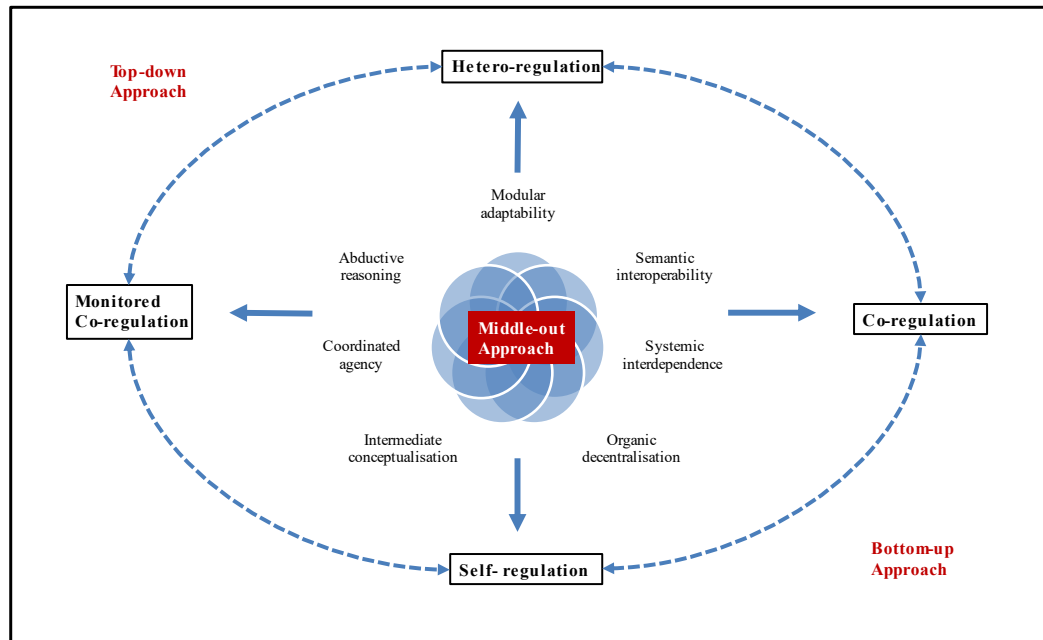 Hetero-regulation
Top-down
Approach
Modular
adaptability
Abductive
reasoning
Semantic
interoperability
Monitored
Co-regulation
Middle-out
Approach
Co-regulation
Coordinated
agency
Systemic
interdependence
Intermediate
conceptualisation
Organic
decentralisation
Self- regulation
Bottom-up
Approach